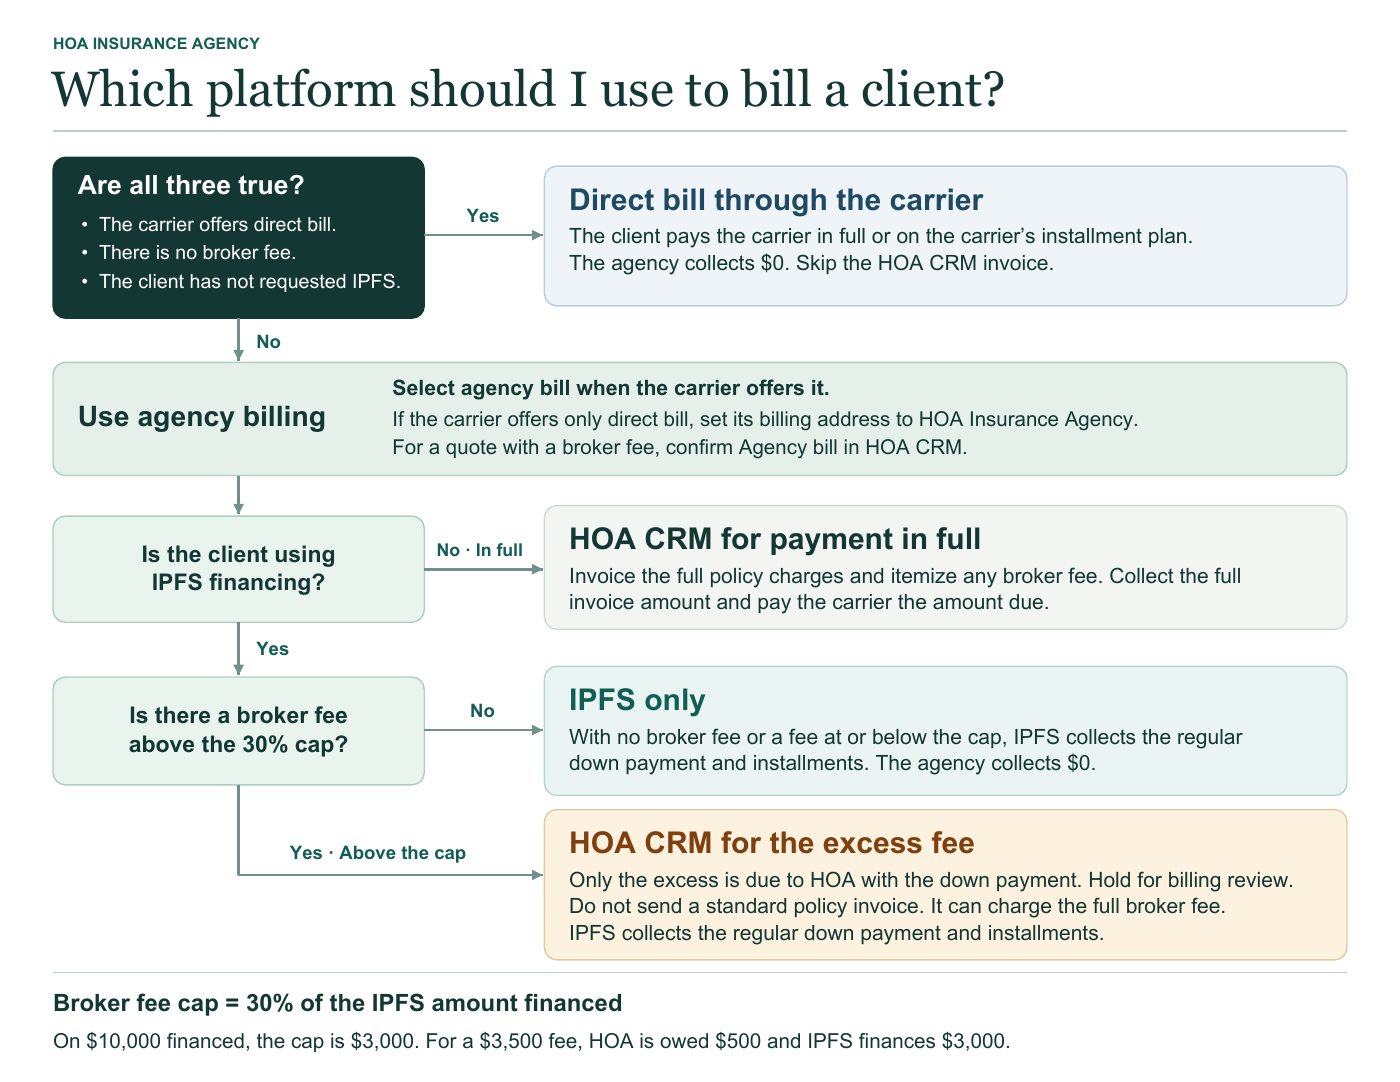 HOA INSURANCE AGENCY
Which platform should I use to bill a client?
Are all three true?
• The carrier offers direct bill.
• There is no broker fee.
• The client has not requested IPFS.
Yes
Direct bill through the carrier
The client pays the carrier in full or on the carrier’s installment plan.
The agency collects $0. Skip the HOA CRM invoice.
No
Use agency billing
Select agency bill when the carrier offers it.
If the carrier offers only direct bill, set its billing address to HOA Insurance Agency.
For a quote with a broker fee, confirm Agency bill in HOA CRM.
Is the client using
IPFS financing?
No · In full
HOA CRM for payment in full
Invoice the full policy charges and itemize any broker fee. Collect the full
invoice amount and pay the carrier the amount due.
Yes
Is there a broker fee
above the 30% cap?
No
IPFS only
With no broker fee or a fee at or below the cap, IPFS collects the regular
down payment and installments. The agency collects $0.
Yes · Above the cap
HOA CRM for the excess fee
Only the excess is due to HOA with the down payment. Hold for billing review.
Do not send a standard policy invoice. It can charge the full broker fee.
IPFS collects the regular down payment and installments.
Broker fee cap = 30% of the IPFS amount financed
On $10,000 financed, the cap is $3,000. For a $3,500 fee, HOA is owed $500 and IPFS finances $3,000.